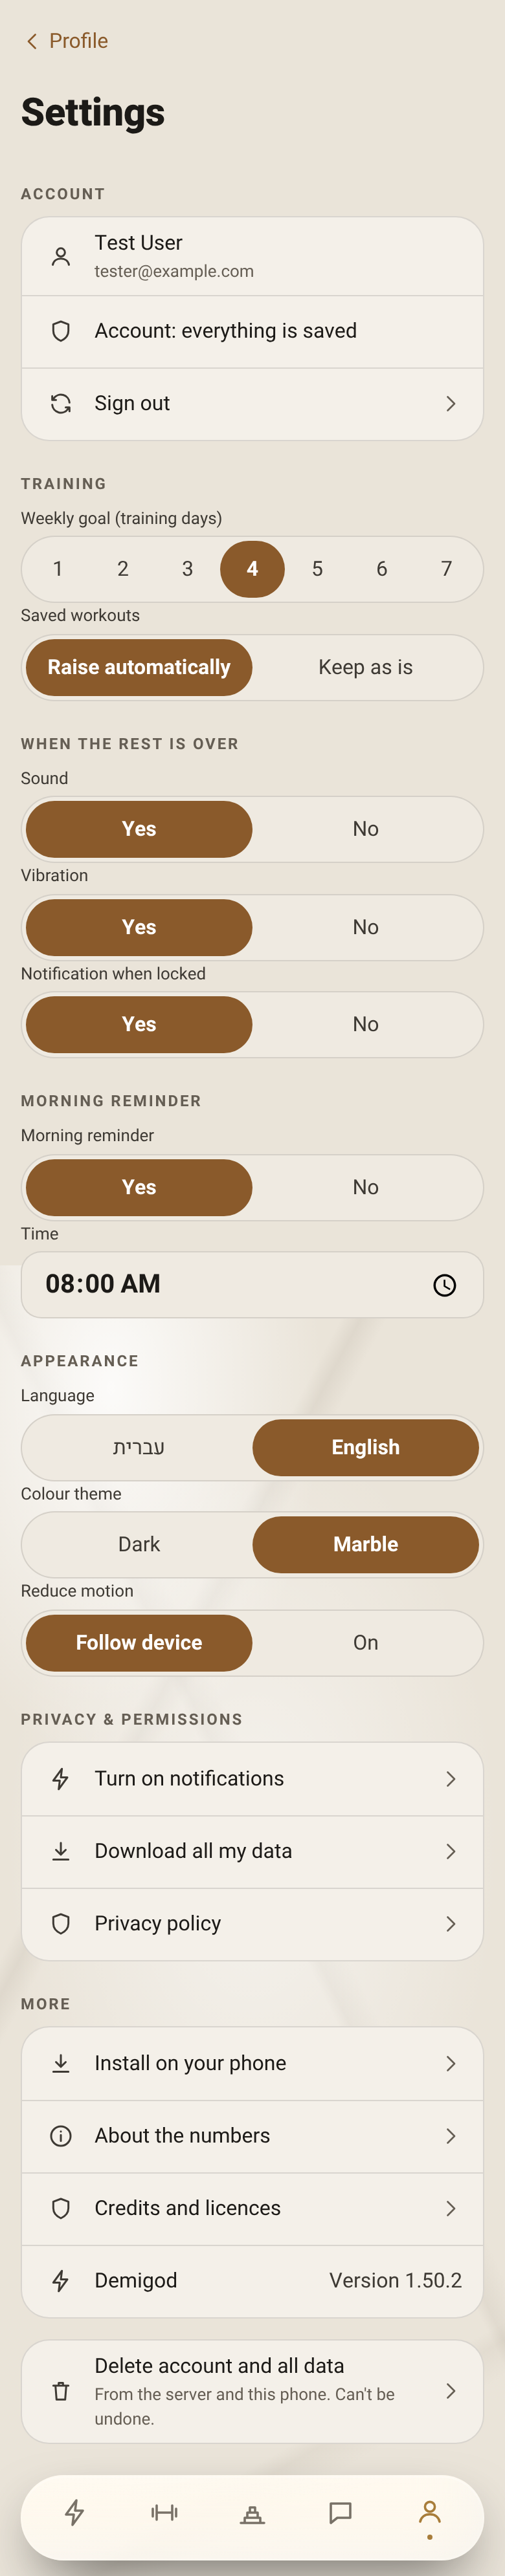 Profile
Settings
ACCOUNT
Test User
tester@example.com
Account: everything is saved
Sign out
TRAINING
Weekly goal (training days)
1 2 3 4 5 6 7
Saved workouts
Raise automatically Keep as is
WHEN THE REST IS OVER
Sound
Yes No
Vibration
Yes No
Notification when locked
Yes No
MORNING REMINDER
Morning reminder
Yes No
Time
08:00 AM
APPEARANCE
Language
עברית English
Colour theme
Dark Marble
Reduce motion
Follow device On
PRIVACY & PERMISSIONS
Turn on notifications
Download all my data
Privacy policy
MORE
Install on your phone
About the numbers
Credits and licences
Demigod Version 1.50.2
Delete account and all data
From the server and this phone. Can't be
undone.